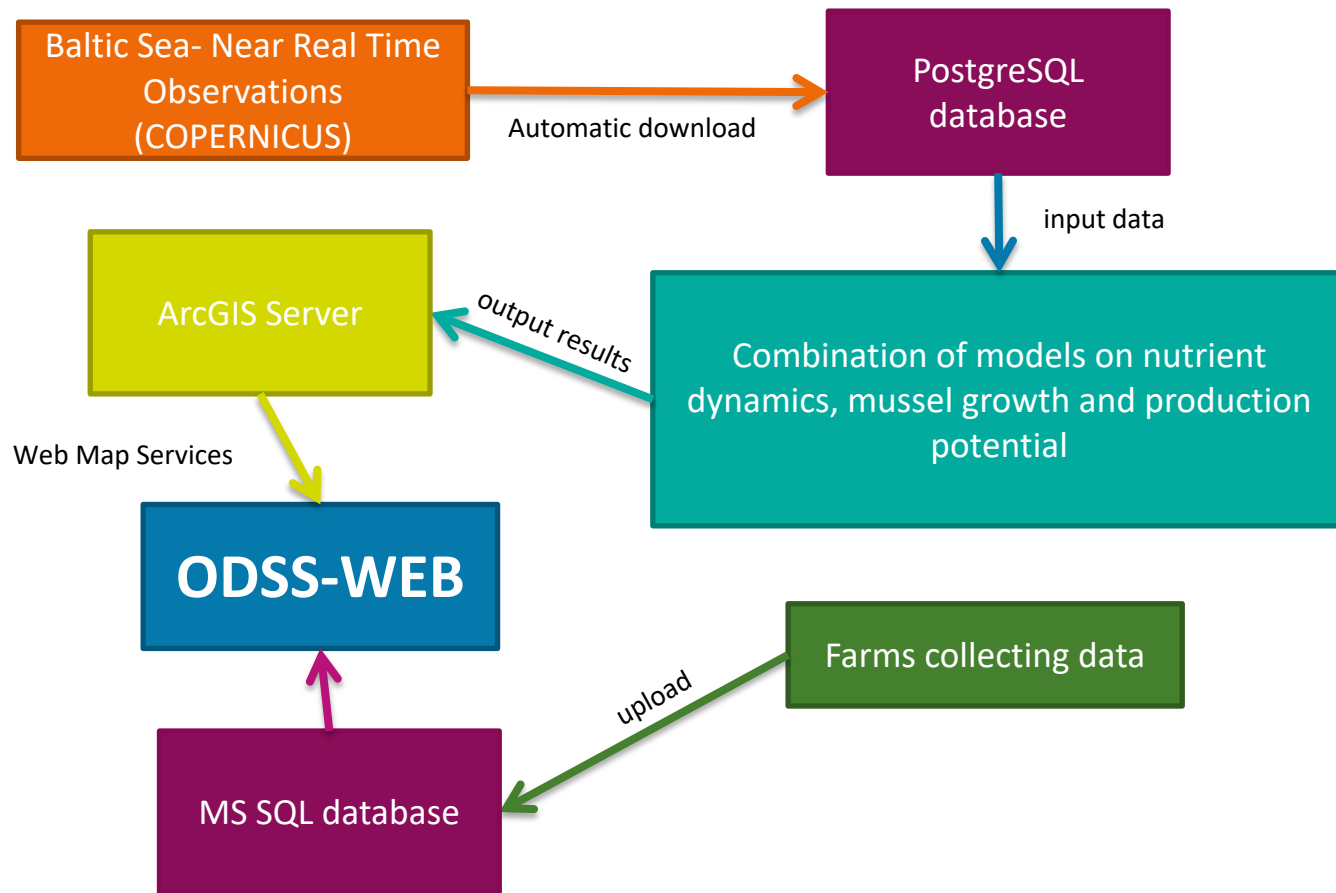 Baltic Sea- Near Real Time
Observations
(COPERNICUS)
Automatic download
PostgreSQL
database
input data
Combination of models on nutrient
dynamics, mussel growth and production
potential
output results
ArcGIS Server
Web Map Services
ODSS-WEB
Farms collecting data
upload
MS SQL database